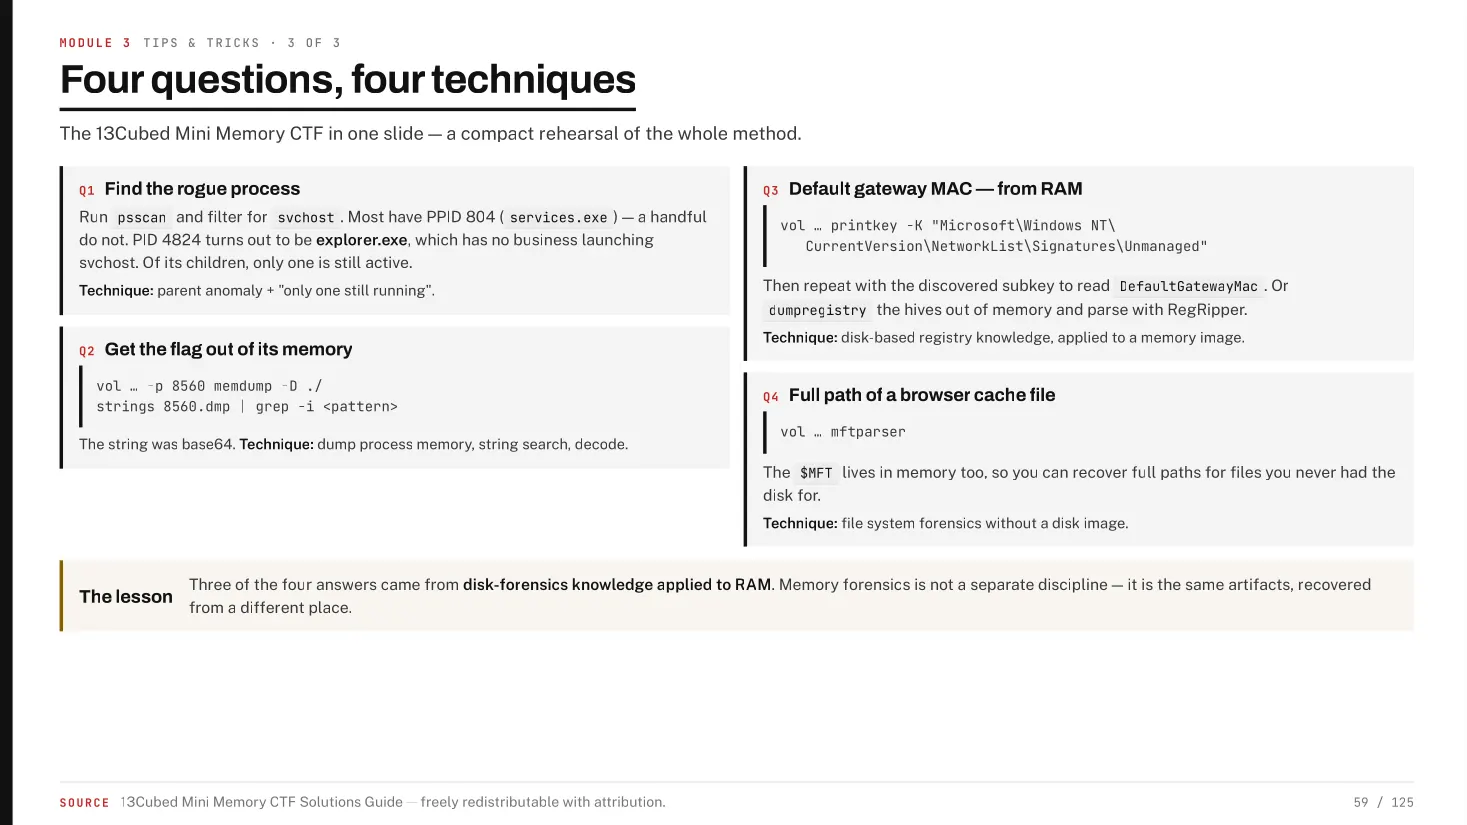 MODULE 3 TIPS & TRICKS · 3 OF 3
Four questions, four techniques
The 13Cubed Mini Memory CTF in one slide — a compact rehearsal of the whole method.
Q1 Find the rogue process
Run psscan and filter for svchost . Most have PPID 804 ( services.exe ) — a handful
do not. PID 4824 turns out to be explorer.exe, which has no business launching
svchost. Of its children, only one is still active.
Technique: parent anomaly + "only one still running".
Q2 Get the flag out of its memory
vol … -p 8560 memdump -D ./
strings 8560.dmp | grep -i <pattern>
The string was base64. Technique: dump process memory, string search, decode.
Q3 Default gateway MAC — from RAM
vol … printkey -K "Microsoft\Windows NT\
CurrentVersion\NetworkList\Signatures\Unmanaged"
Then repeat with the discovered subkey to read DefaultGatewayMac . Or
dumpregistry the hives out of memory and parse with RegRipper.
Technique: disk-based registry knowledge, applied to a memory image.
Q4 Full path of a browser cache file
vol … mftparser
The $MFT lives in memory too, so you can recover full paths for files you never had the
disk for.
Technique: file system forensics without a disk image.
The lesson
Three of the four answers came from disk-forensics knowledge applied to RAM. Memory forensics is not a separate discipline — it is the same artifacts, recovered
from a different place.
SOURCE 13Cubed Mini Memory CTF Solutions Guide — freely redistributable with attribution.
59 / 125